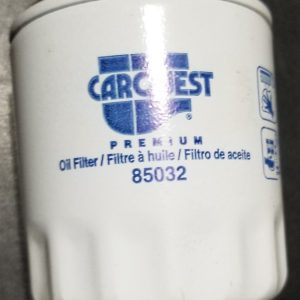 CARQUEST
®
PREMIUM
Oil Filter / Filtre à huile / Filtro de aceite
85032